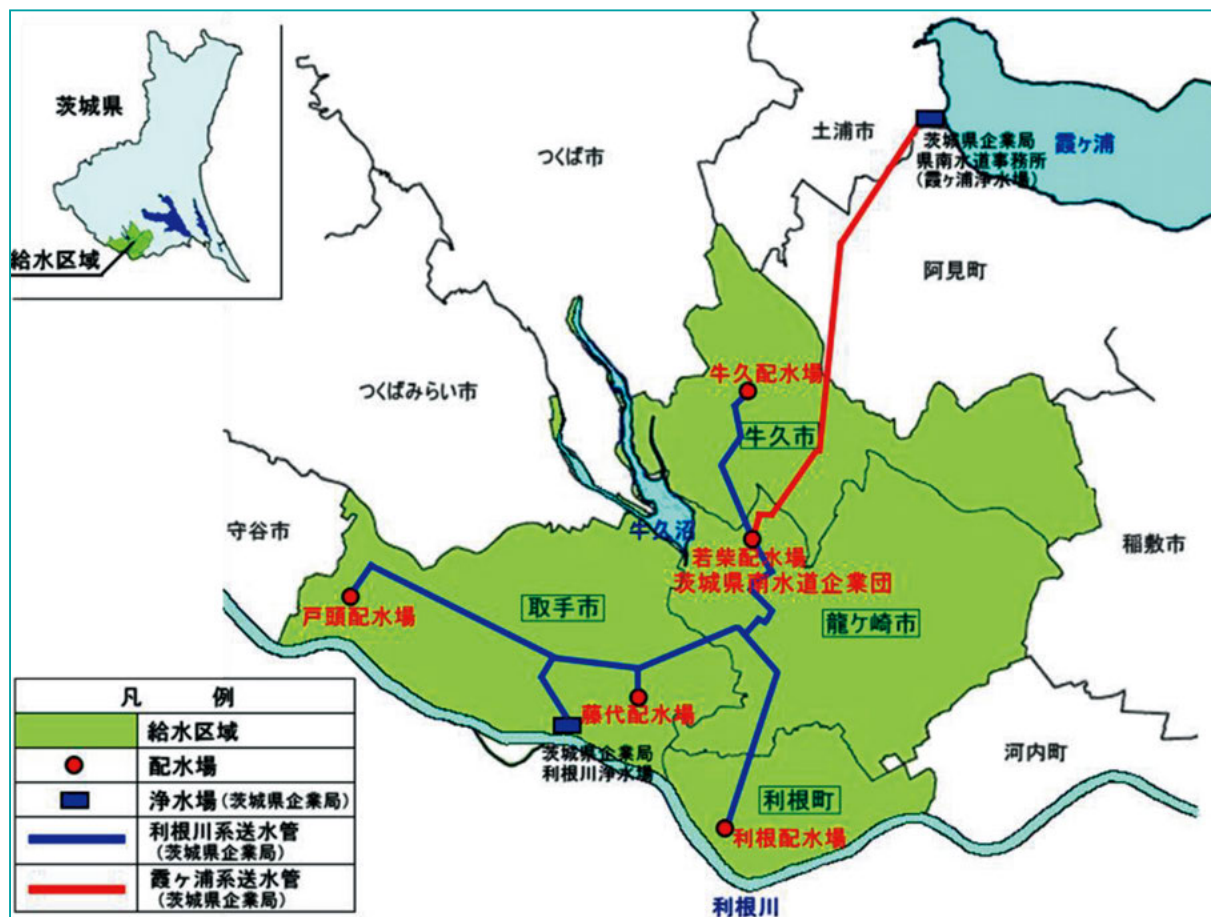 茨城県
給水区域
つくば市
土浦市
茨城県企業局
県南水道事務所
(霞ヶ浦浄水場)
霞ヶ浦
阿見町
つくばみらい市
牛久配水場
牛久市
守谷市
牛久沼
若柴配水場
茨城県南水道企業団
稲敷市
戸頭配水場
取手市
龍ケ崎市
藤代配水場
茨城県企業局
利根川浄水場
河内町
利根町
利根配水場
利根川
凡 例
給水区域
配水場
浄水場(茨城県企業局)
利根川系送水管
(茨城県企業局)
霞ヶ浦系送水管
(茨城県企業局)